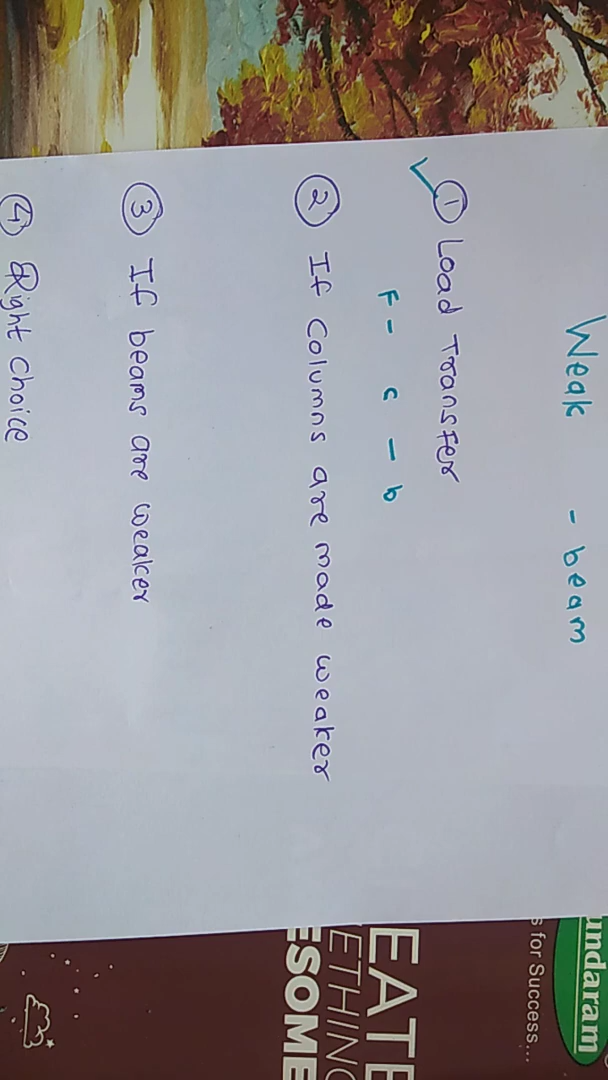 Weak - beam
① Load Transfer
F - c - b
② If columns are made weaker
③ If beams are weaker
④ Right choice
undaram
s for Success...
EATE
ETHING
ESOME